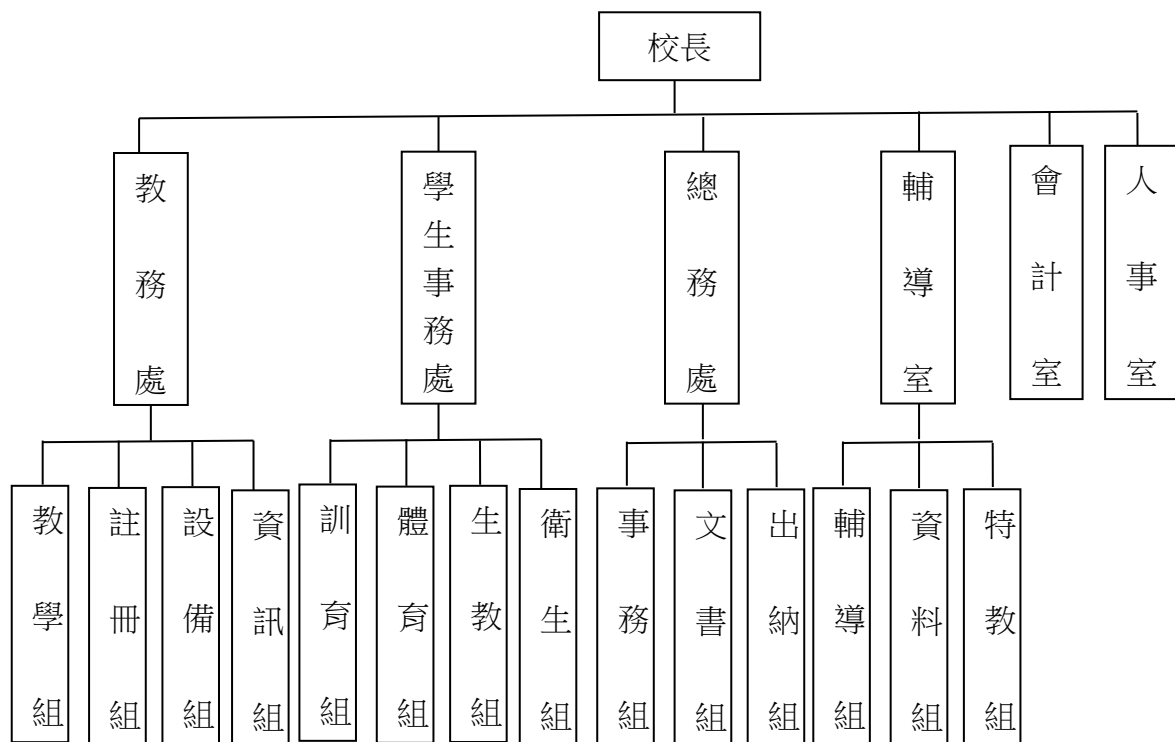 校長
教務處
學生事務處
總務處
輔導室
會計室
人事室
教學組
註冊組
設備組
資訊組
訓育組
體育組
生教組
衛生組
事務組
文書組
出納組
輔導組
資料組
特教組